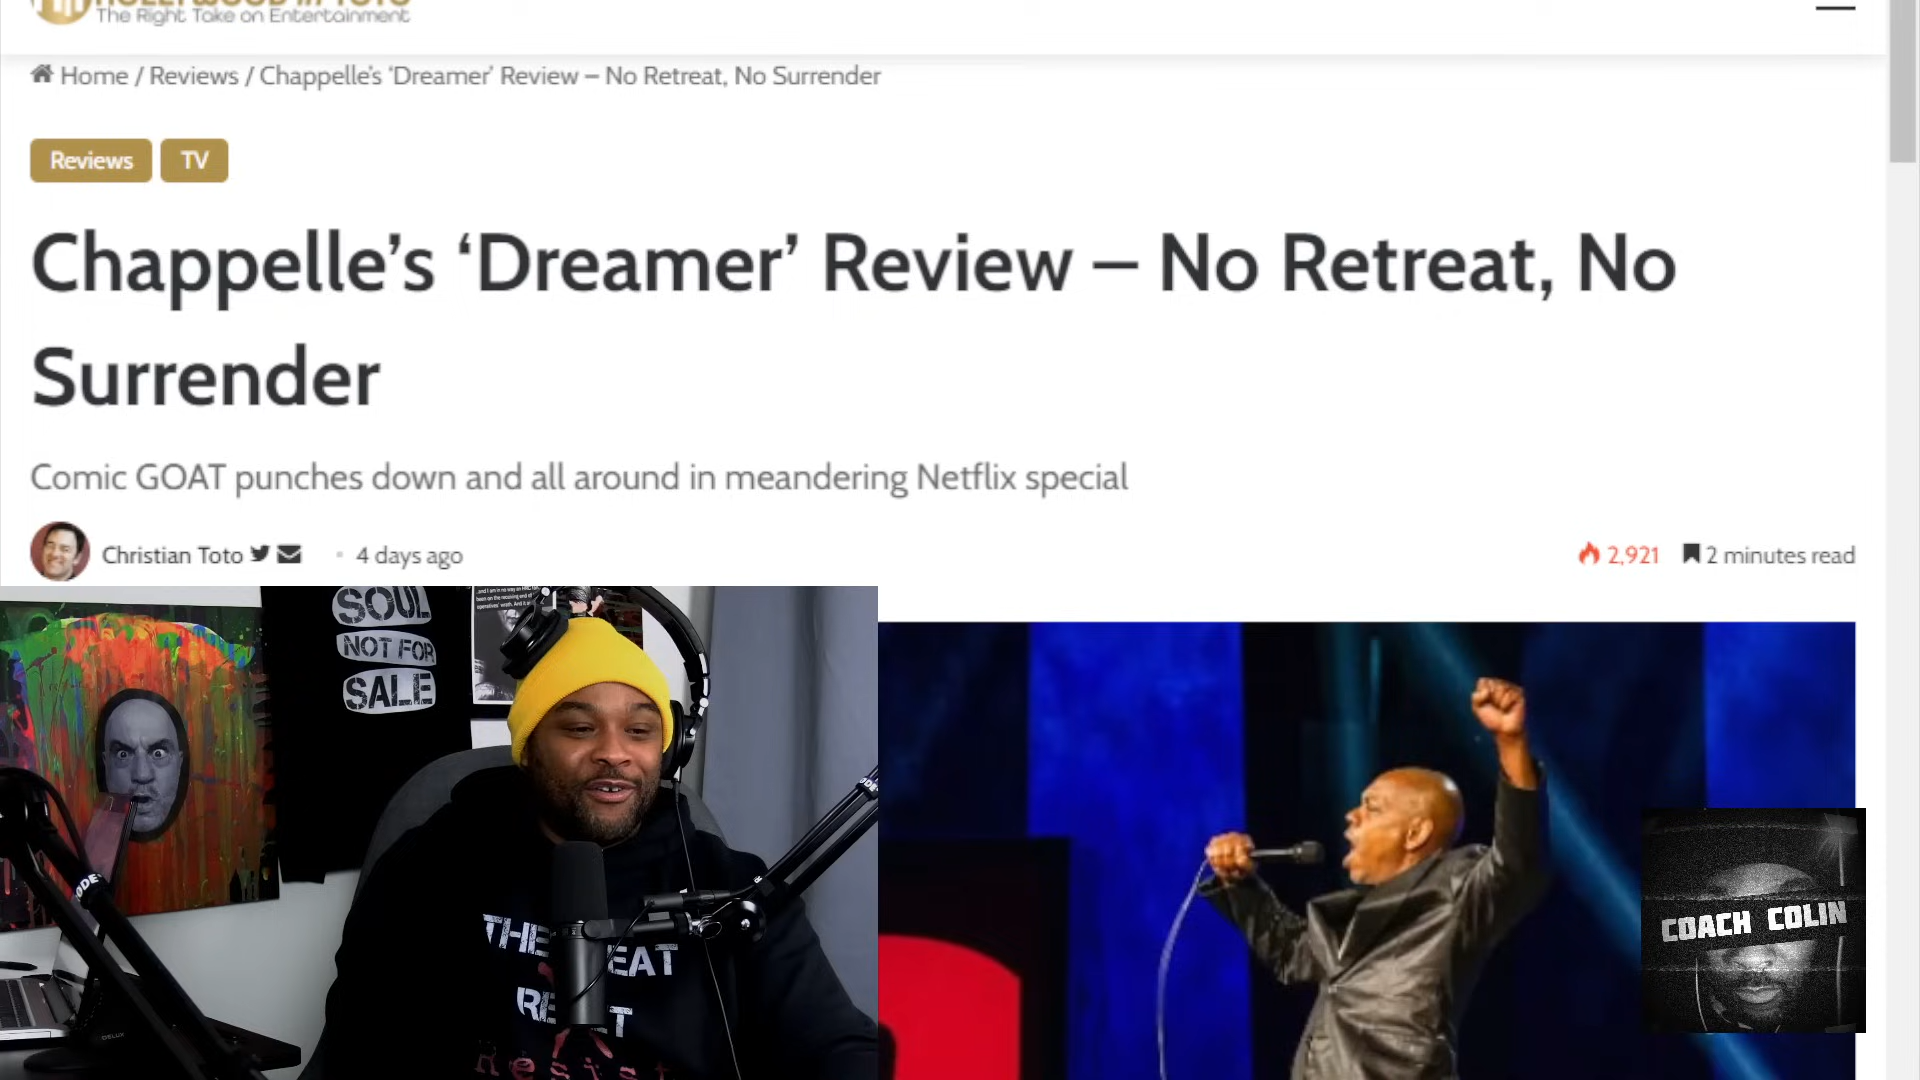 The Right Take on Entertainment
Home / Reviews / Chappelle's 'Dreamer' Review – No Retreat, No Surrender
Reviews TV
Chappelle's ‘Dreamer’ Review – No Retreat, No
Surrender
Comic GOAT punches down and all around in meandering Netflix special
Christian Toto
4 days ago
2,921
2 minutes read
SOUL
NOT FOR
SALE
COACH COLIN